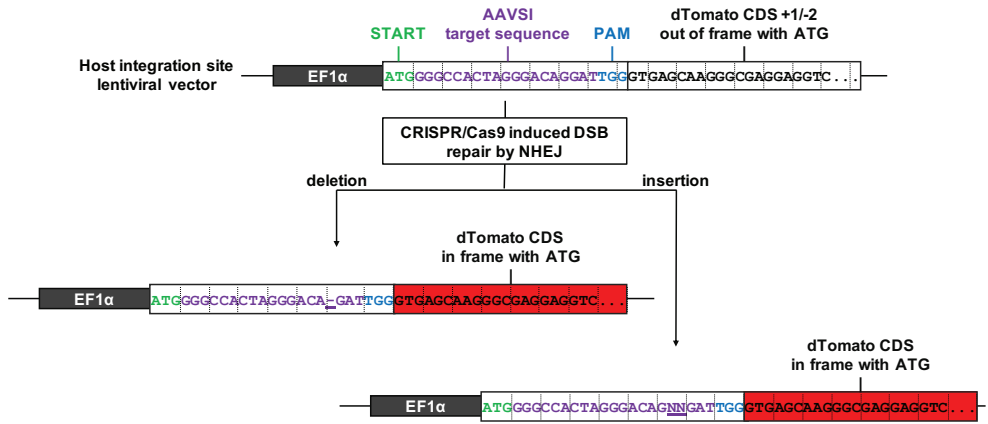 AAVSI
target sequence
START
PAM
dTomato CDS +1/-2
out of frame with ATG
Host integration site
lentiviral vector
EF1α
ATGGGGCCACTAGGGACAGGATTGGGTGAGCAAGGGCGAGGAGGTC...
CRISPR/Cas9 induced DSB
repair by NHEJ
deletion
insertion
dTomato CDS
in frame with ATG
EF1α
ATGGGGCCACTAGGGACA-GATTGGGTGAGCAAGGGCGAGGAGGTC...
dTomato CDS
in frame with ATG
EF1α
ATGGGGCCACTAGGGACAGNNGATTGGGTGAGCAAGGGCGAGGAGGTC...